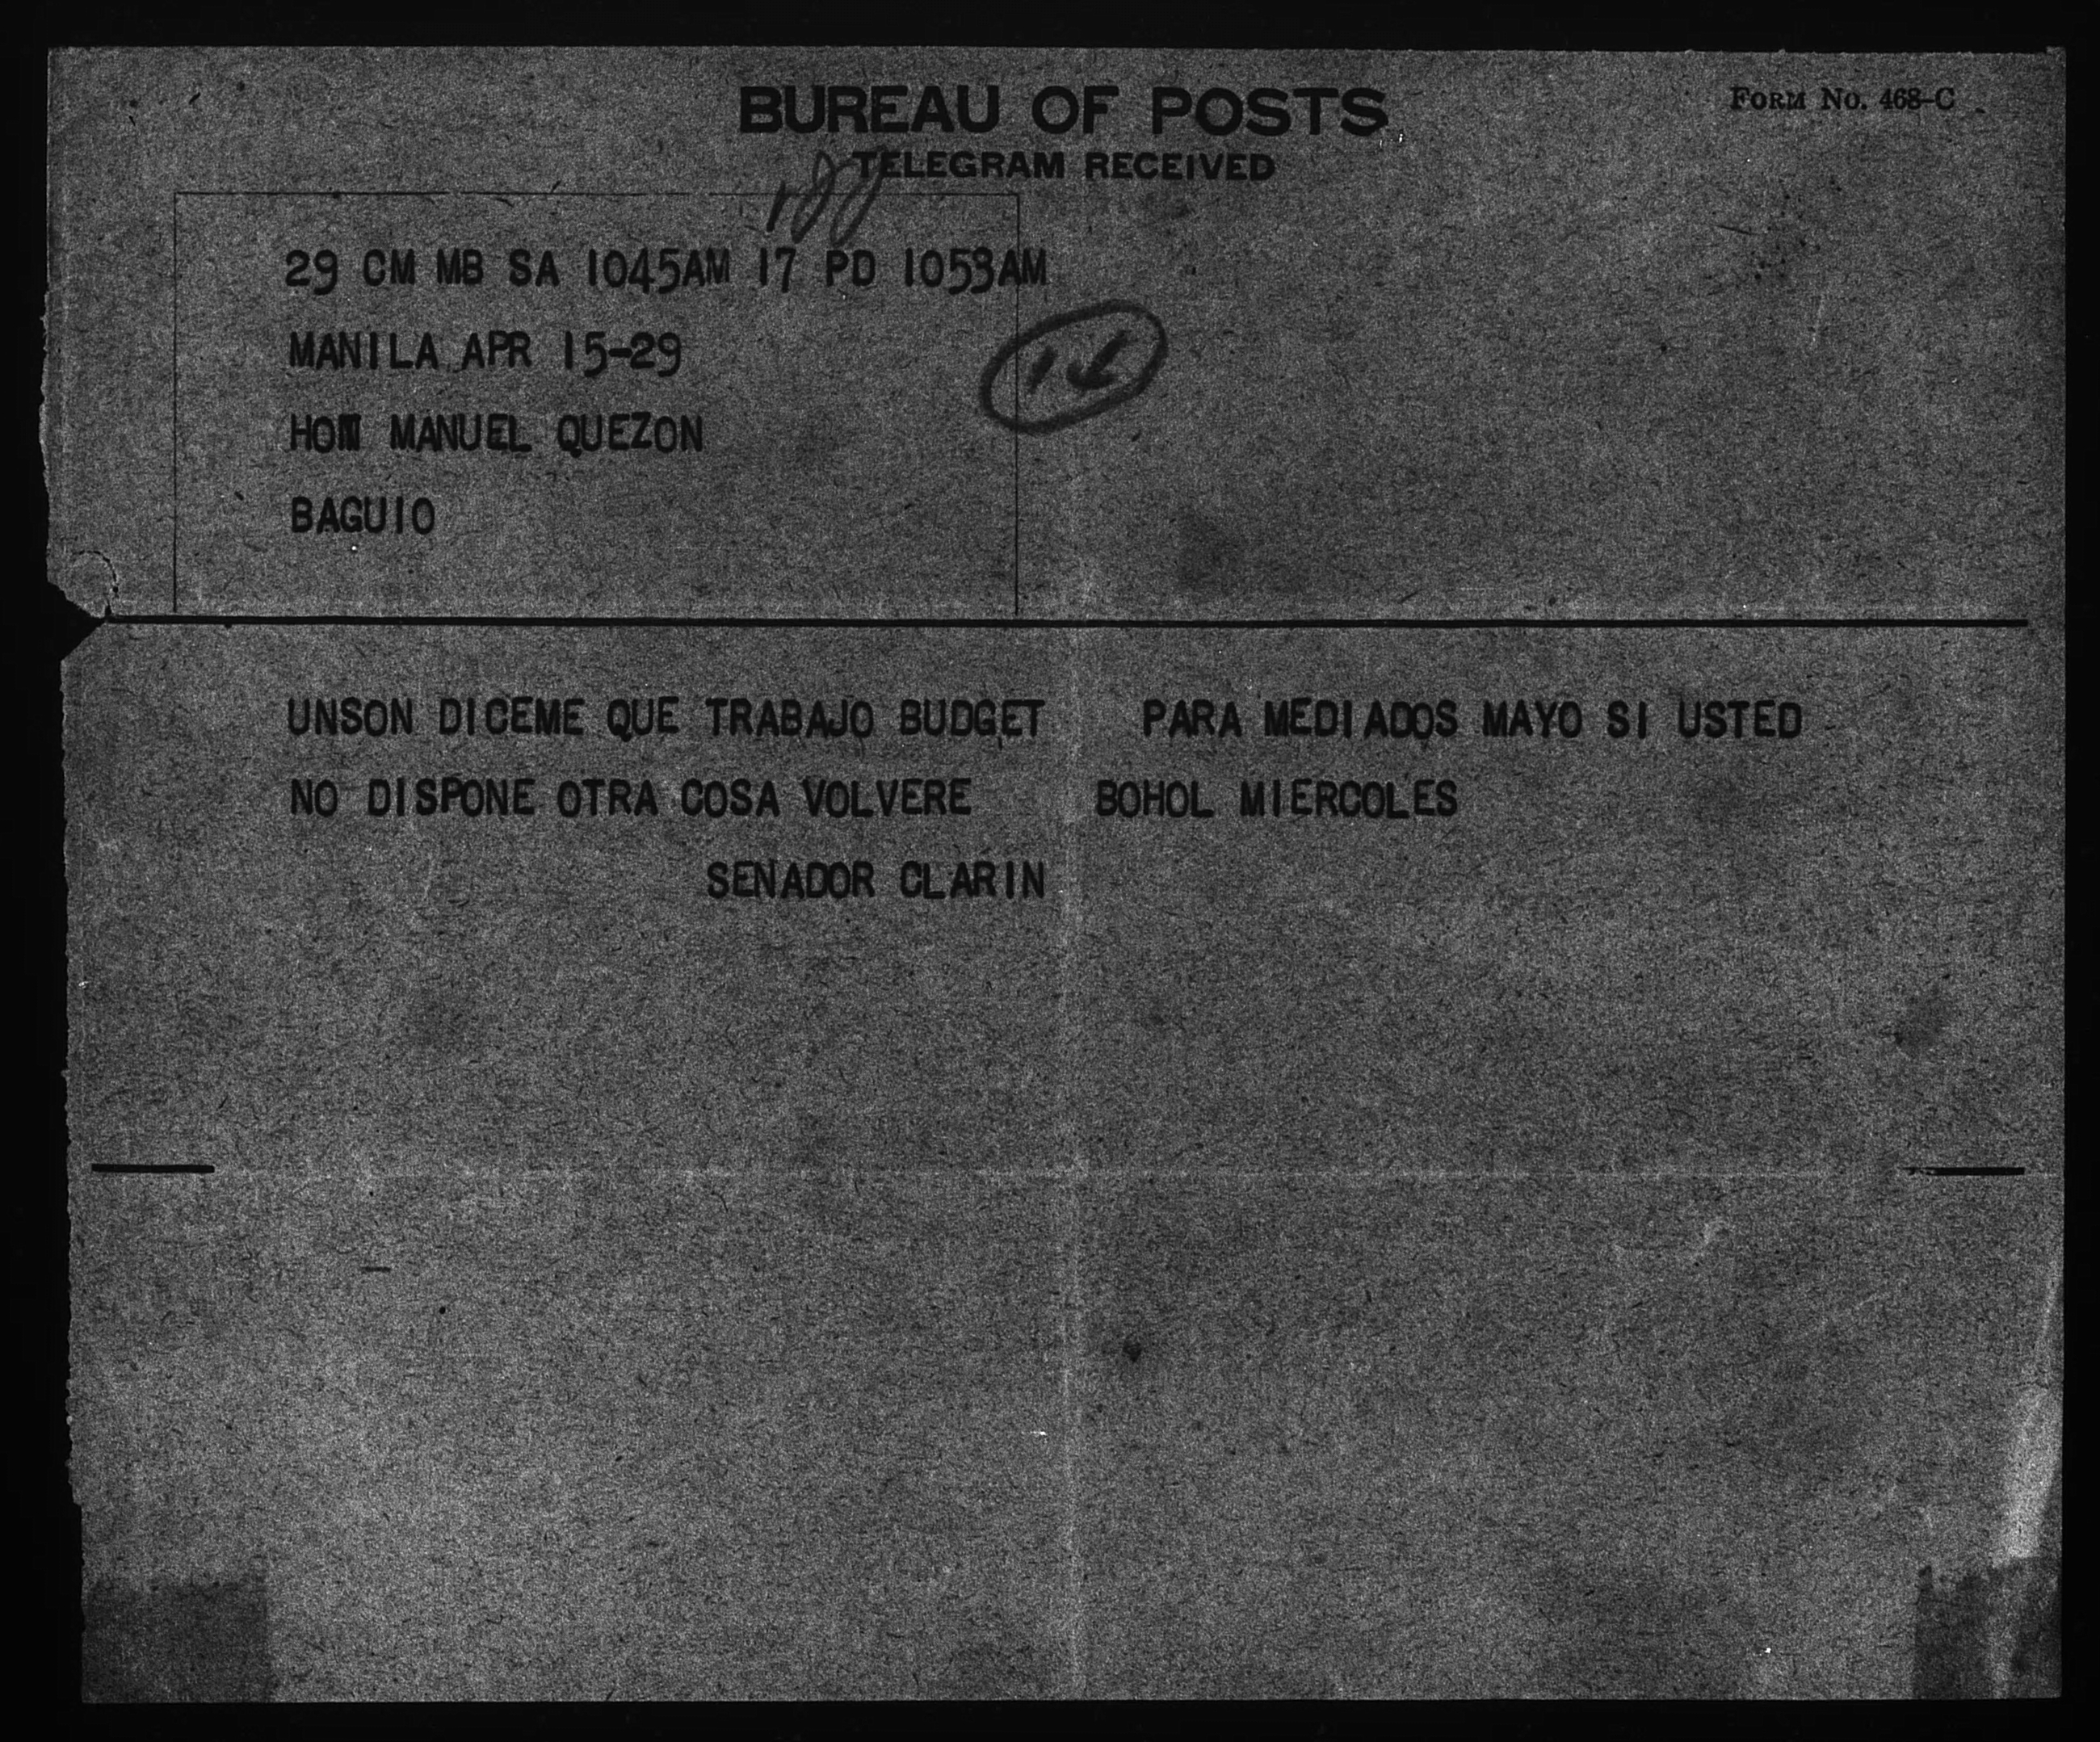 BUREAU OF POSTS
FORM No. 468-C
TELEGRAM RECEIVED
29 CM MB SA 1045AM 17 PD 1053AM
MANILA APR 15-29
HON MANUEL QUEZON
BAGUIO
UNSON DICEME QUE TRABAJO BUDGET PARA MEDIADOS MAYO SI USTED
NO DISPONE OTRA COSA VOLVERE BOHOL MIERCOLES
SENADOR CLARIN